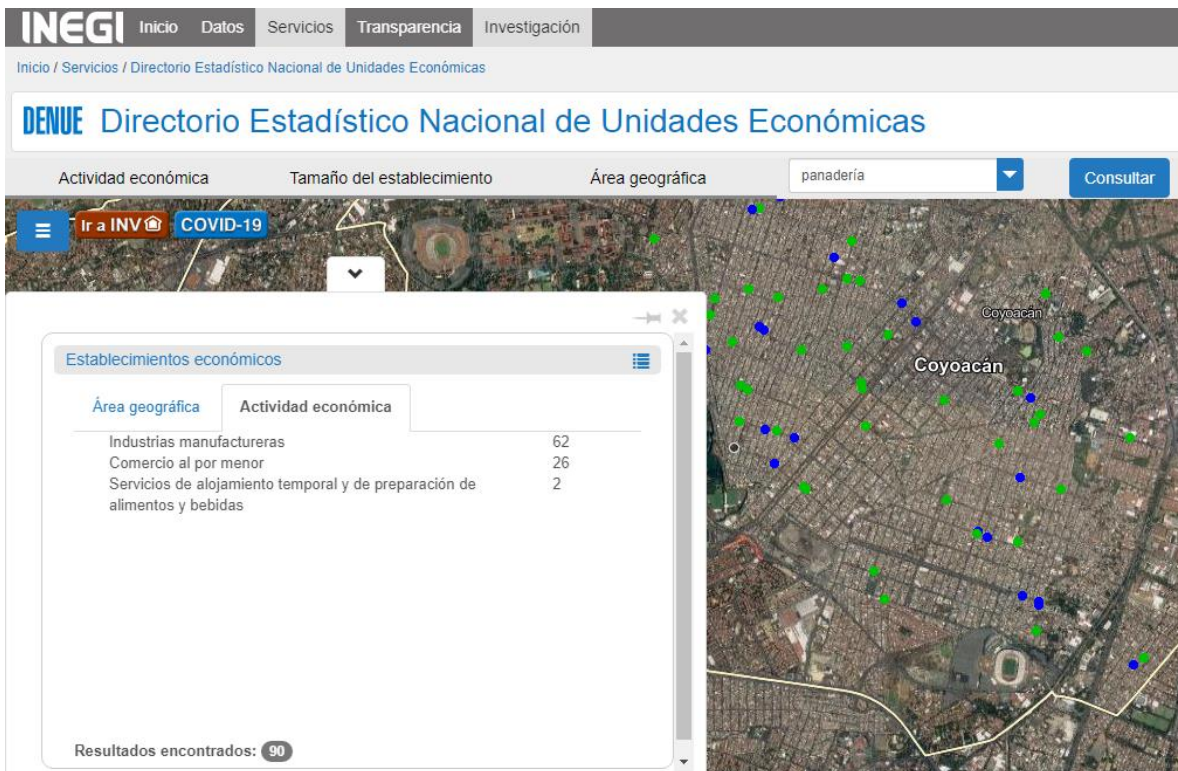 INEGI Inicio Datos Servicios Transparencia Investigación
Inicio / Servicios / Directorio Estadístico Nacional de Unidades Económicas
DENUE Directorio Estadístico Nacional de Unidades Económicas
Actividad económica Tamaño del establecimiento Área geográfica panadería Consultar
Ir a INV COVID-19
Coyoacán
Coyoacán
Establecimientos económicos
Área geográfica Actividad económica
Industrias manufactureras 62
Comercio al por menor 26
Servicios de alojamiento temporal y de preparación de 2
alimentos y bebidas
Resultados encontrados: 90